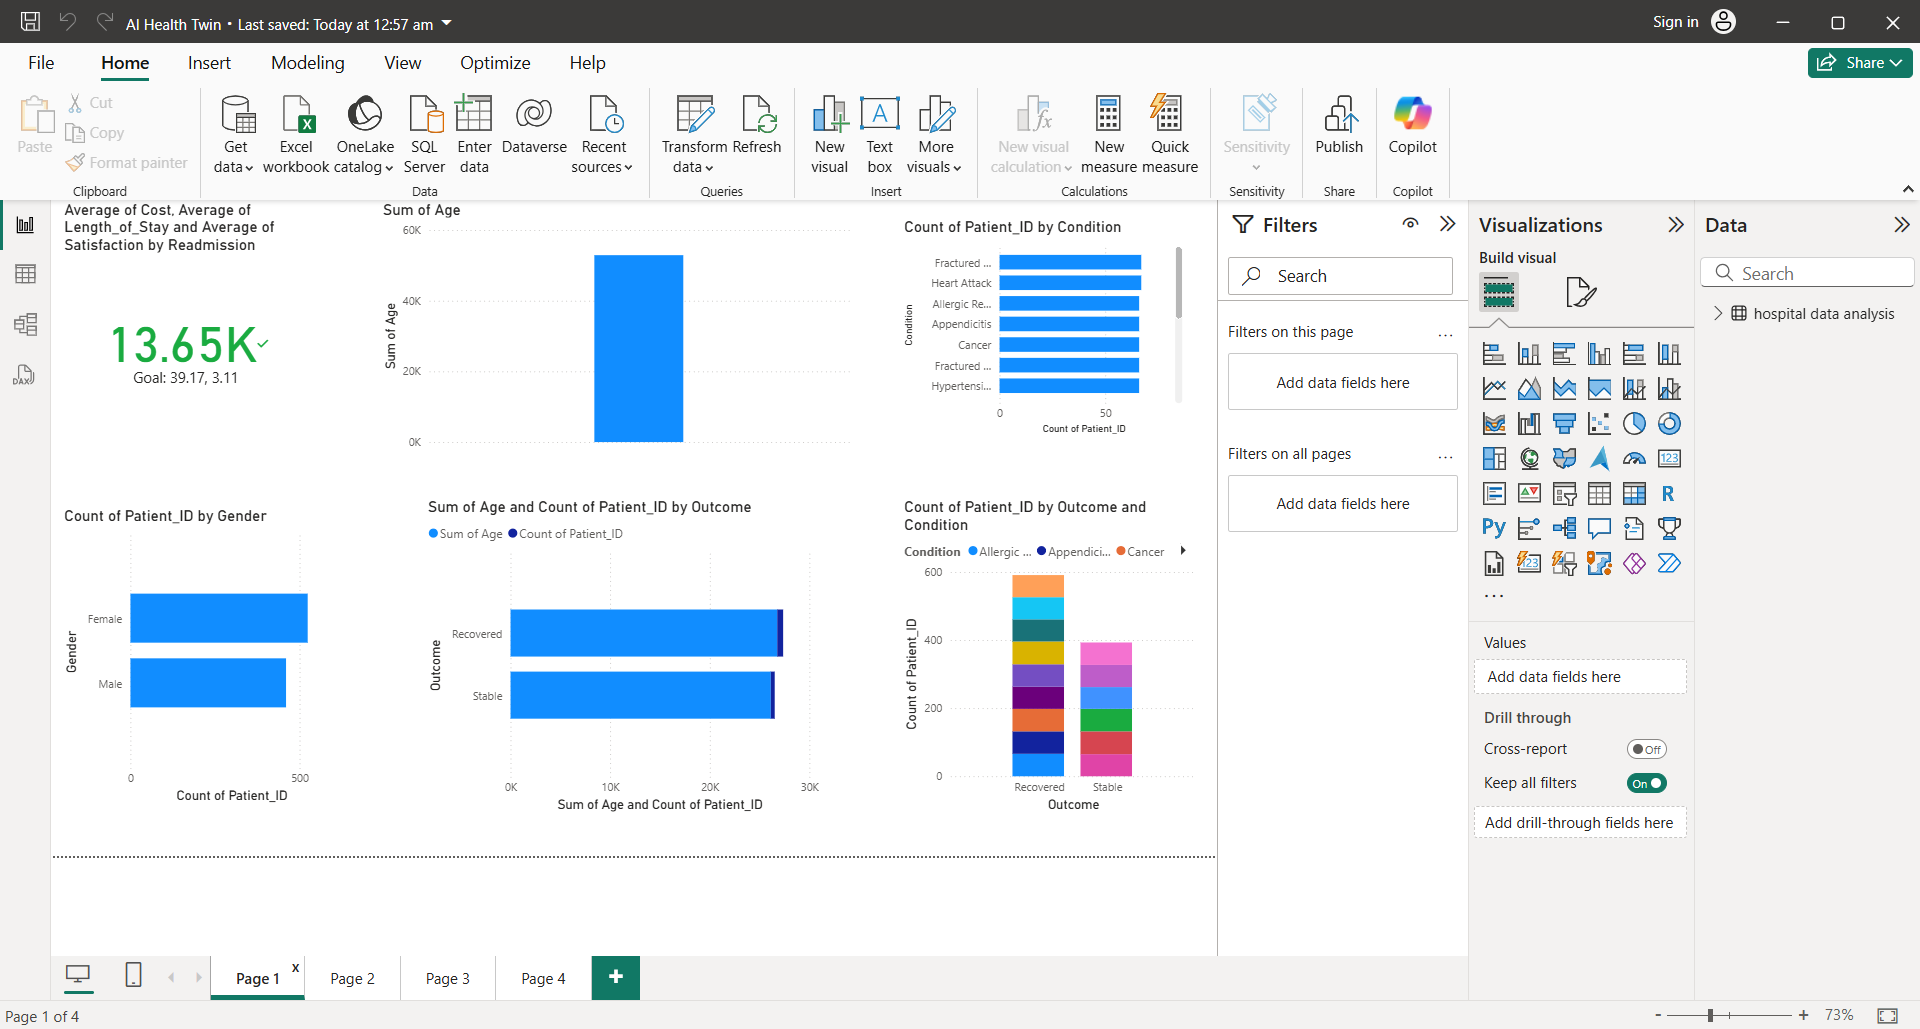 AI Health Twin • Last saved: Today at 12:57 am
Sign in
File
Home
Insert
Modeling
View
Optimize
Help
Share
Paste
Cut
Copy
Format painter
Clipboard
Get data
Excel workbook
OneLake catalog
SQL Server
Enter data
Dataverse
Recent sources
Data
Transform data
Refresh
Queries
New visual
Text box
More visuals
Insert
New visual calculation
New measure
Quick measure
Calculations
Sensitivity
Sensitivity
Publish
Share
Copilot
Copilot
Average of Cost, Average of
Length_of_Stay and Average of
Satisfaction by Readmission
13.65K
Goal: 39.17, 3.11
Sum of Age
60K
40K
20K
0K
Sum of Age
Count of Patient_ID by Condition
Condition
Fractured ...
Heart Attack
Allergic Re...
Appendicitis
Cancer
Fractured ...
Hypertensi...
0
50
Count of Patient_ID
Count of Patient_ID by Gender
Gender
Female
Male
0
500
Count of Patient_ID
Sum of Age and Count of Patient_ID by Outcome
Sum of Age
Count of Patient_ID
Outcome
Recovered
Stable
0K
10K
20K
30K
Sum of Age and Count of Patient_ID
Count of Patient_ID by Outcome and
Condition
Condition
Allergic ...
Appendici...
Cancer
600
400
200
0
Count of Patient_ID
Recovered
Stable
Outcome
Filters
Search
Filters on this page
...
Add data fields here
Filters on all pages
...
Add data fields here
Visualizations
Build visual
123
R
Py
123
...
Values
Add data fields here
Drill through
Cross-report
Off
Keep all filters
On
Add drill-through fields here
Data
Search
hospital data analysis
DAX
Page 1
x
Page 2
Page 3
Page 4
+
Page 1 of 4
-
+
73%